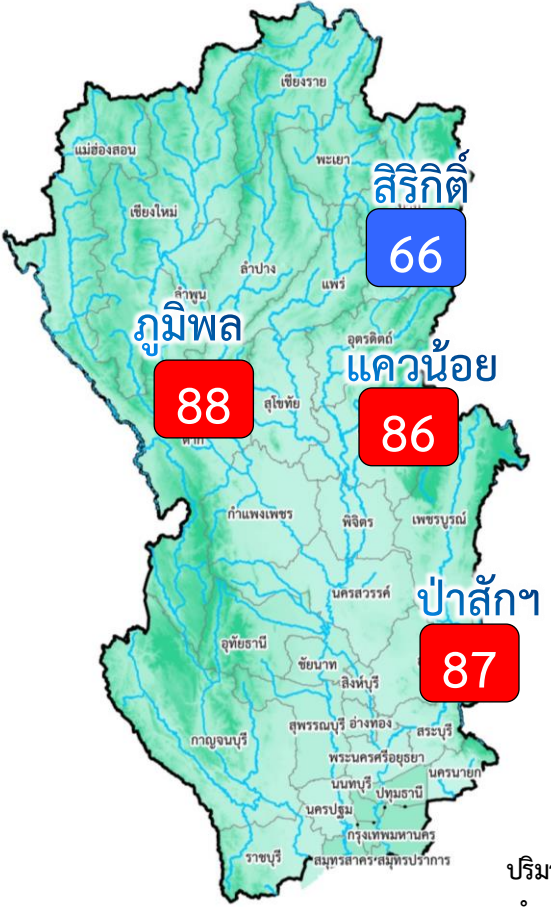 เชียงราย
แม่ฮ่องสอน
พะเยา
สิริกิติ์
66
เชียงใหม่
ลำปาง
แพร่
ลำพูน
ภูมิพล
88
อุตรดิตถ์
แควน้อย
86
สุโขทัย
ตาก
กำแพงเพชร
พิจิตร
เพชรบูรณ์
นครสวรรค์
ป่าสักฯ
87
อุทัยธานี
ชัยนาท
สิงห์บุรี
สุพรรณบุรี
อ่างทอง
สระบุรี
กาญจนบุรี
พระนครศรีอยุธยา
นครนายก
นนทบุรี
ปทุมธานี
นครปฐม
กรุงเทพมหานคร
ราชบุรี
สมุทรสาคร
สมุทรปราการ